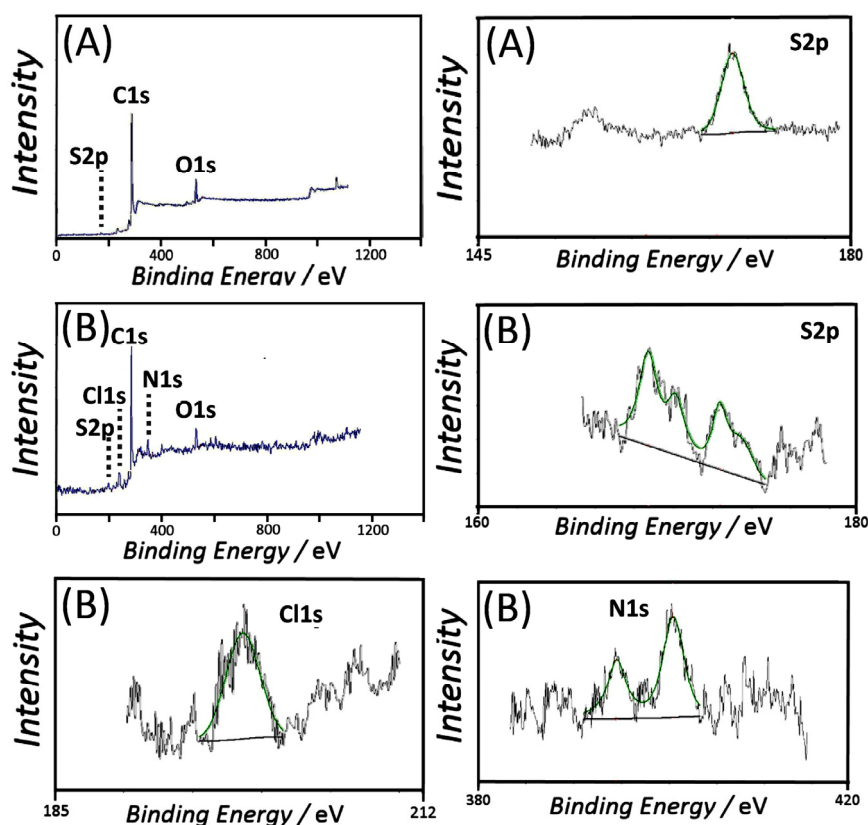 (A)
Intensity
C1s
S2p
O1s
0 400 800 1200
Bindina Enerav / eV
(A)
S2p
Intensity
145 180
Binding Energy / eV
(B)
Intensity
C1s
Cl1s
N1s
S2p
O1s
0 400 800 1200
Binding Energy / eV
(B)
S2p
Intensity
160 180
Binding Energy / eV
(B)
Cl1s
Intensity
185 212
Binding Energy / eV
(B)
N1s
Intensity
380 420
Binding Energy / eV